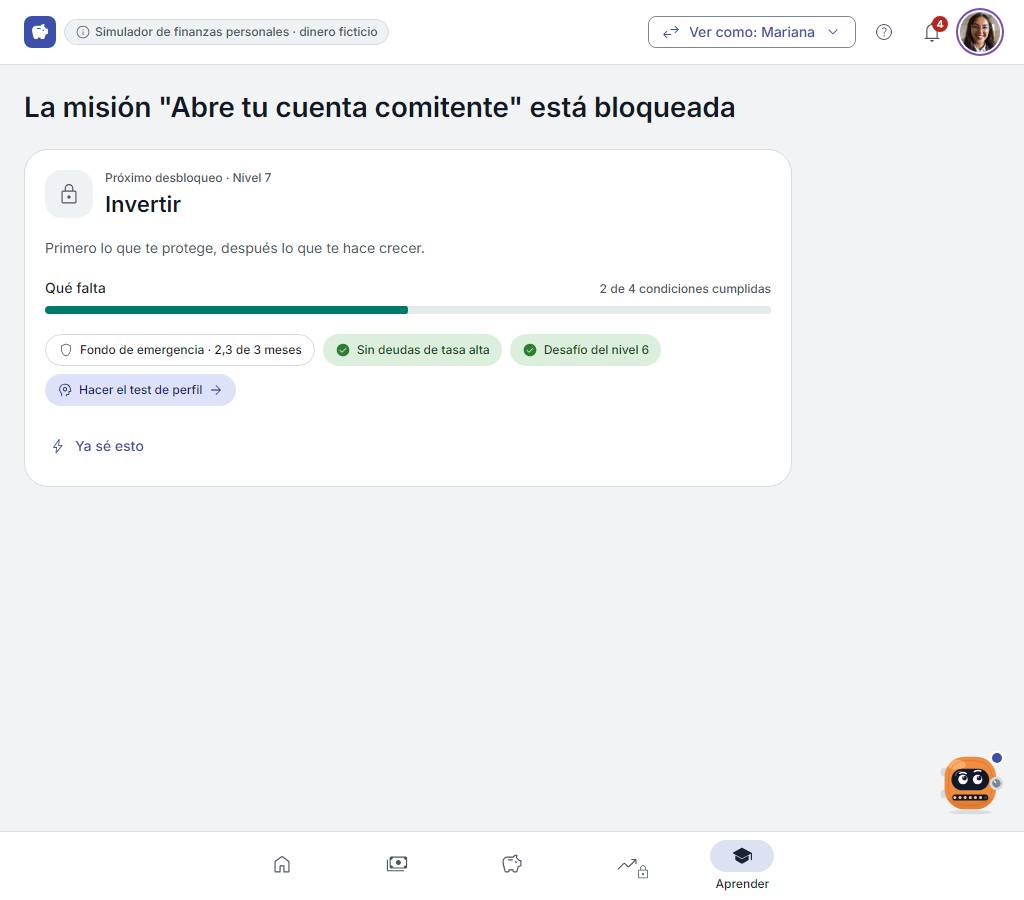 Simulador de finanzas personales · dinero ficticio
Ver como: Mariana
4
La misión "Abre tu cuenta comitente" está bloqueada
Próximo desbloqueo · Nivel 7
Invertir
Primero lo que te protege, después lo que te hace crecer.
Qué falta
2 de 4 condiciones cumplidas
Fondo de emergencia · 2,3 de 3 meses
Sin deudas de tasa alta
Desafío del nivel 6
Hacer el test de perfil
Ya sé esto
Aprender